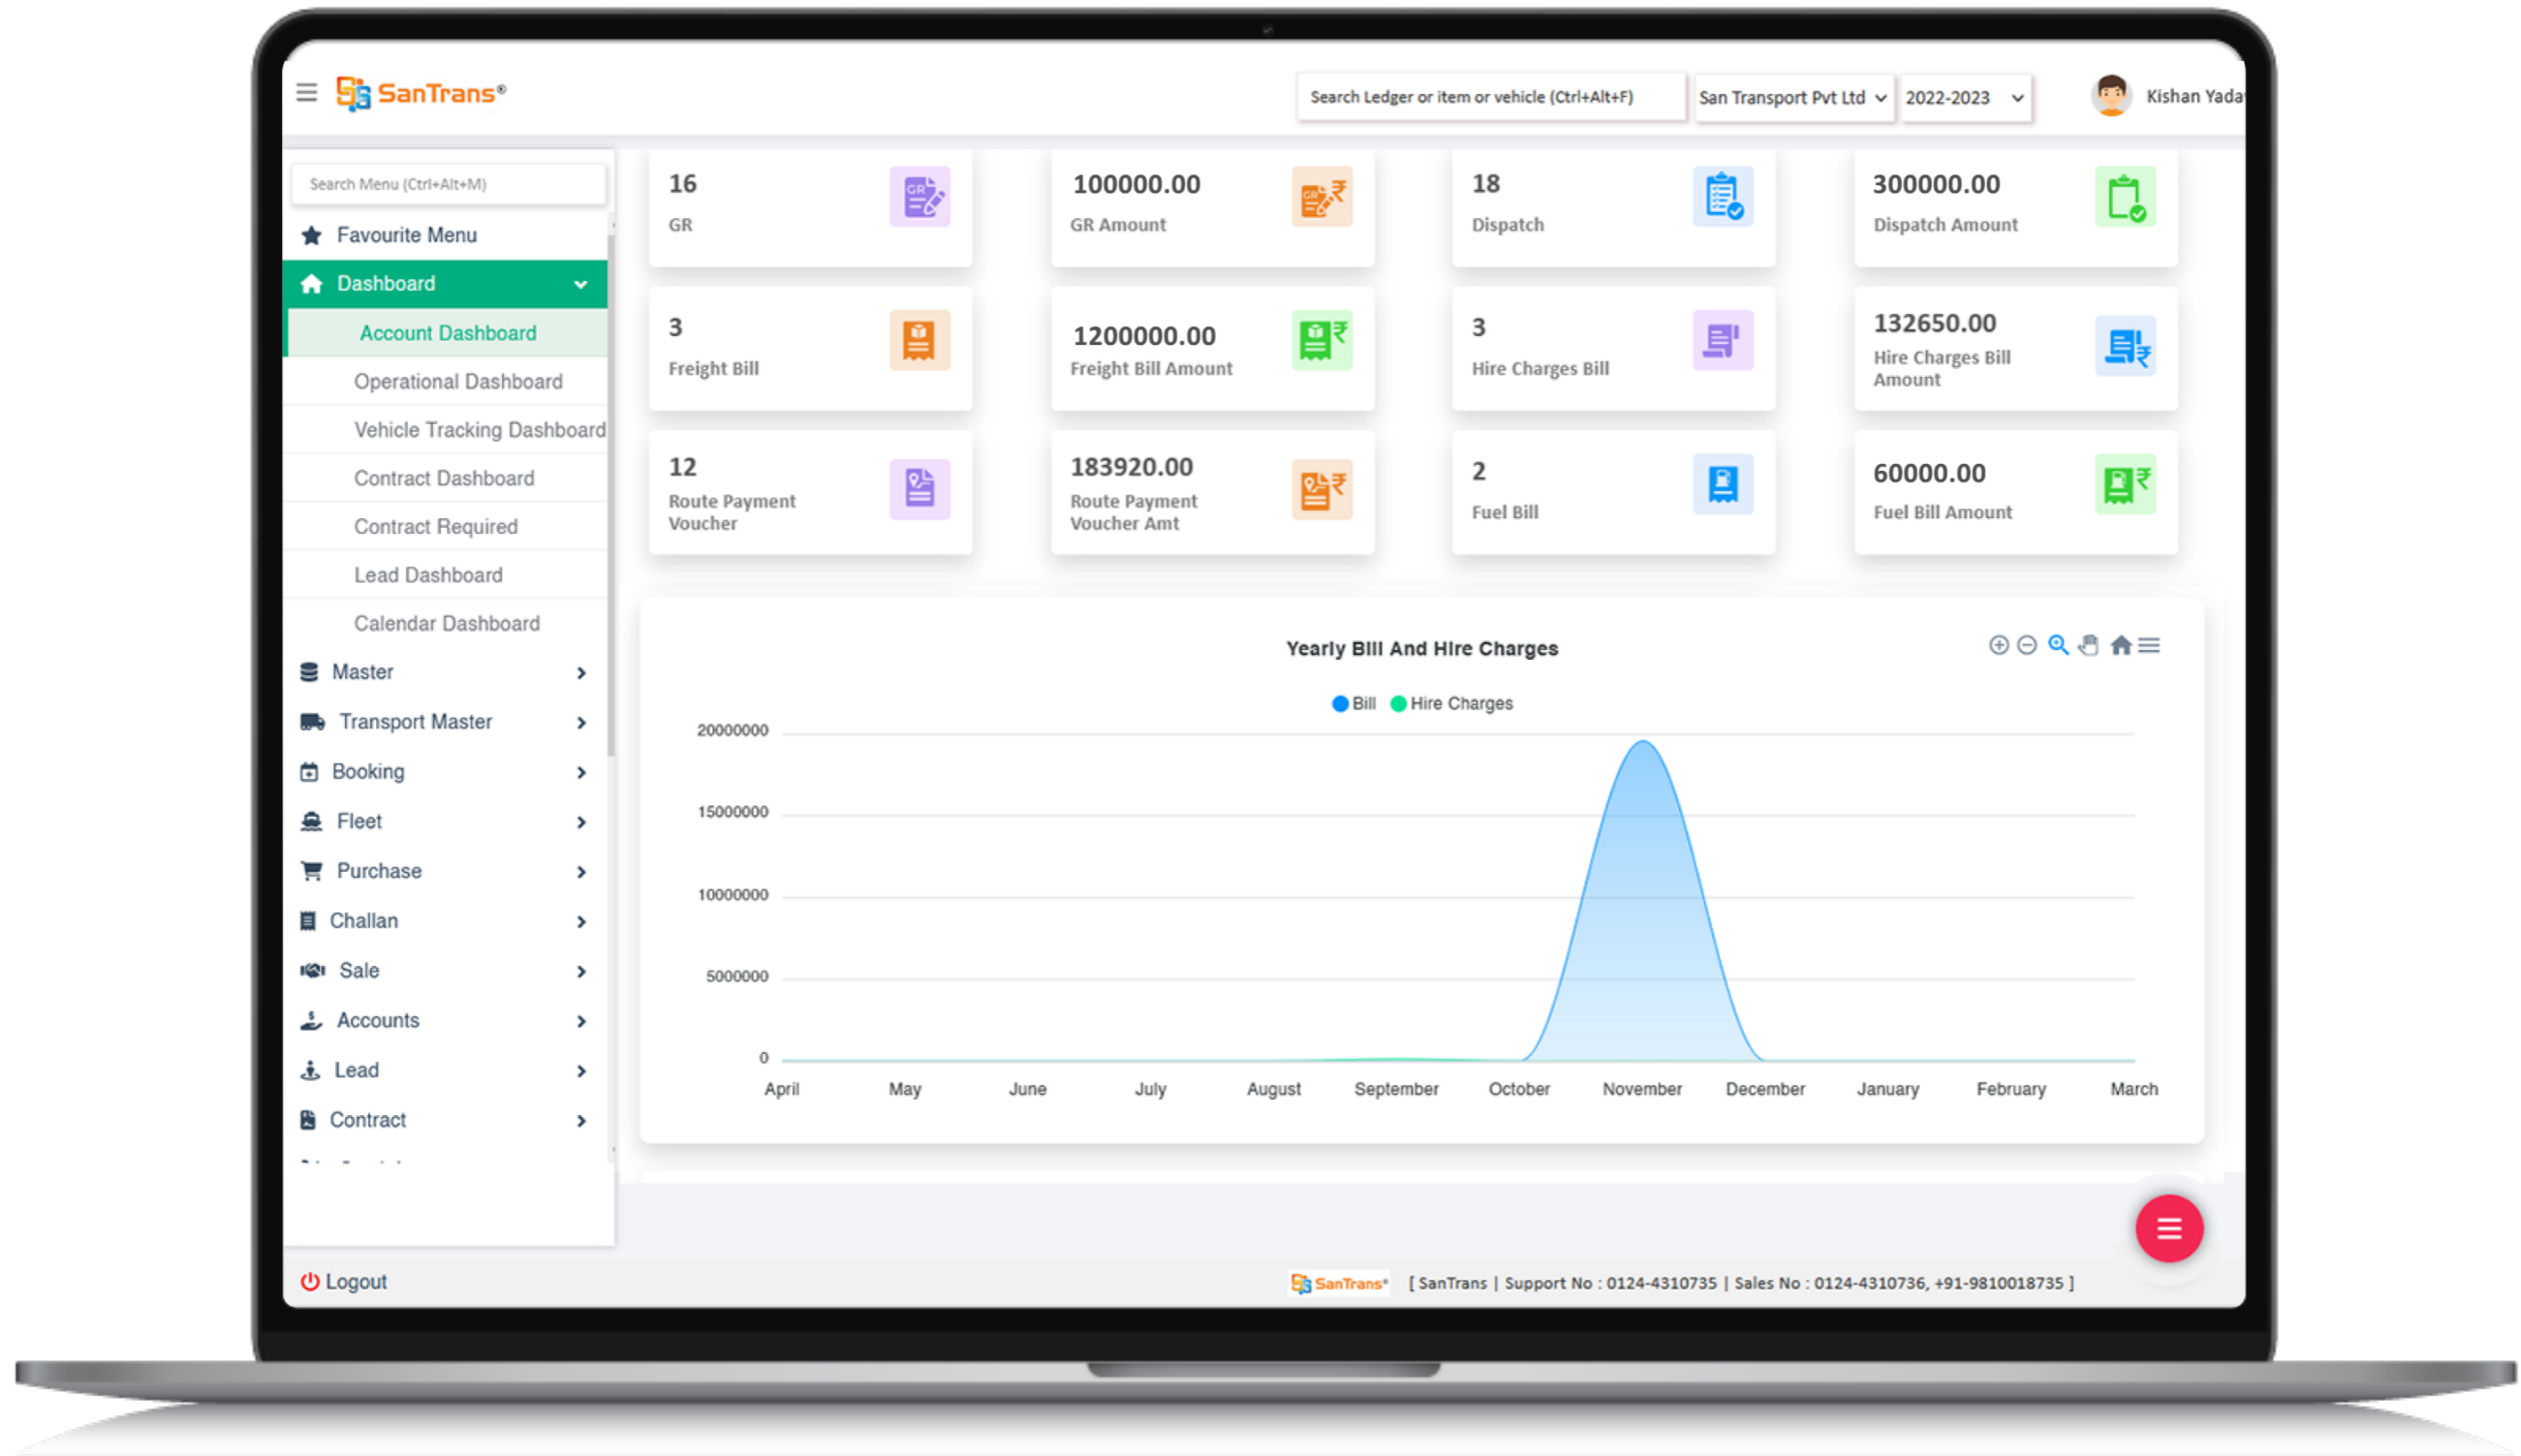 SanTrans®
Search Ledger or item or vehicle (Ctrl+Alt+F)
San Transport Pvt Ltd
2022-2023
Kishan Yada
Search Menu (Ctrl+Alt+M)
Favourite Menu
Dashboard
Account Dashboard
Operational Dashboard
Vehicle Tracking Dashboard
Contract Dashboard
Contract Required
Lead Dashboard
Calendar Dashboard
Master
Transport Master
Booking
Fleet
Purchase
Challan
Sale
Accounts
Lead
Contract
Logout
16
GR
GR
100000.00
GR Amount
GR ₹
18
Dispatch
300000.00
Dispatch Amount
3
Freight Bill
1200000.00
Freight Bill Amount
₹
3
Hire Charges Bill
132650.00
Hire Charges Bill
Amount
₹
12
Route Payment
Voucher
183920.00
Route Payment
Voucher Amt
₹
2
Fuel Bill
60000.00
Fuel Bill Amount
₹
Yearly Bill And Hire Charges
Bill
Hire Charges
20000000
15000000
10000000
5000000
0
April
May
June
July
August
September
October
November
December
January
February
March
SanTrans®
[ SanTrans | Support No : 0124-4310735 | Sales No : 0124-4310736, +91-9810018735 ]